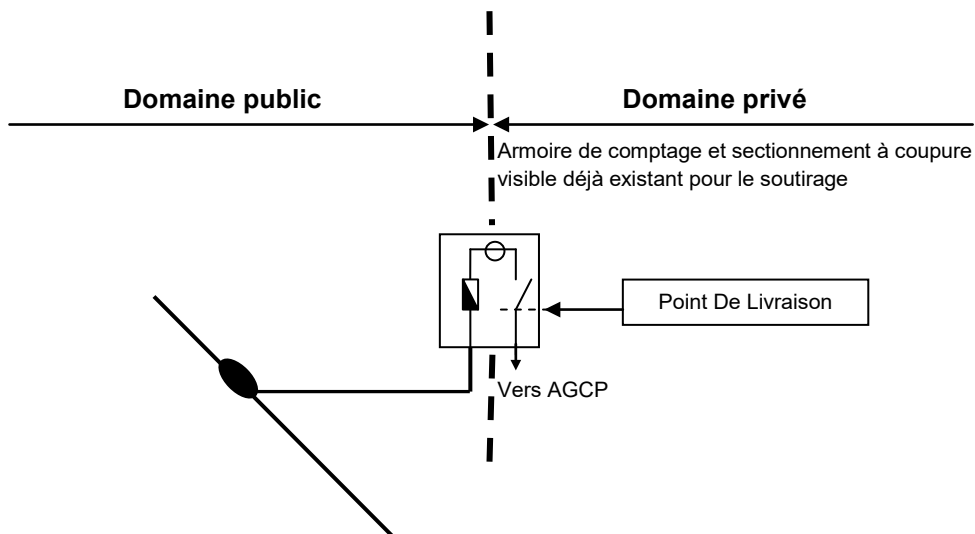 Domaine public
Domaine privé
Armoire de comptage et sectionnement à coupure
visible déjà existant pour le soutirage
Point De Livraison
Vers AGCP